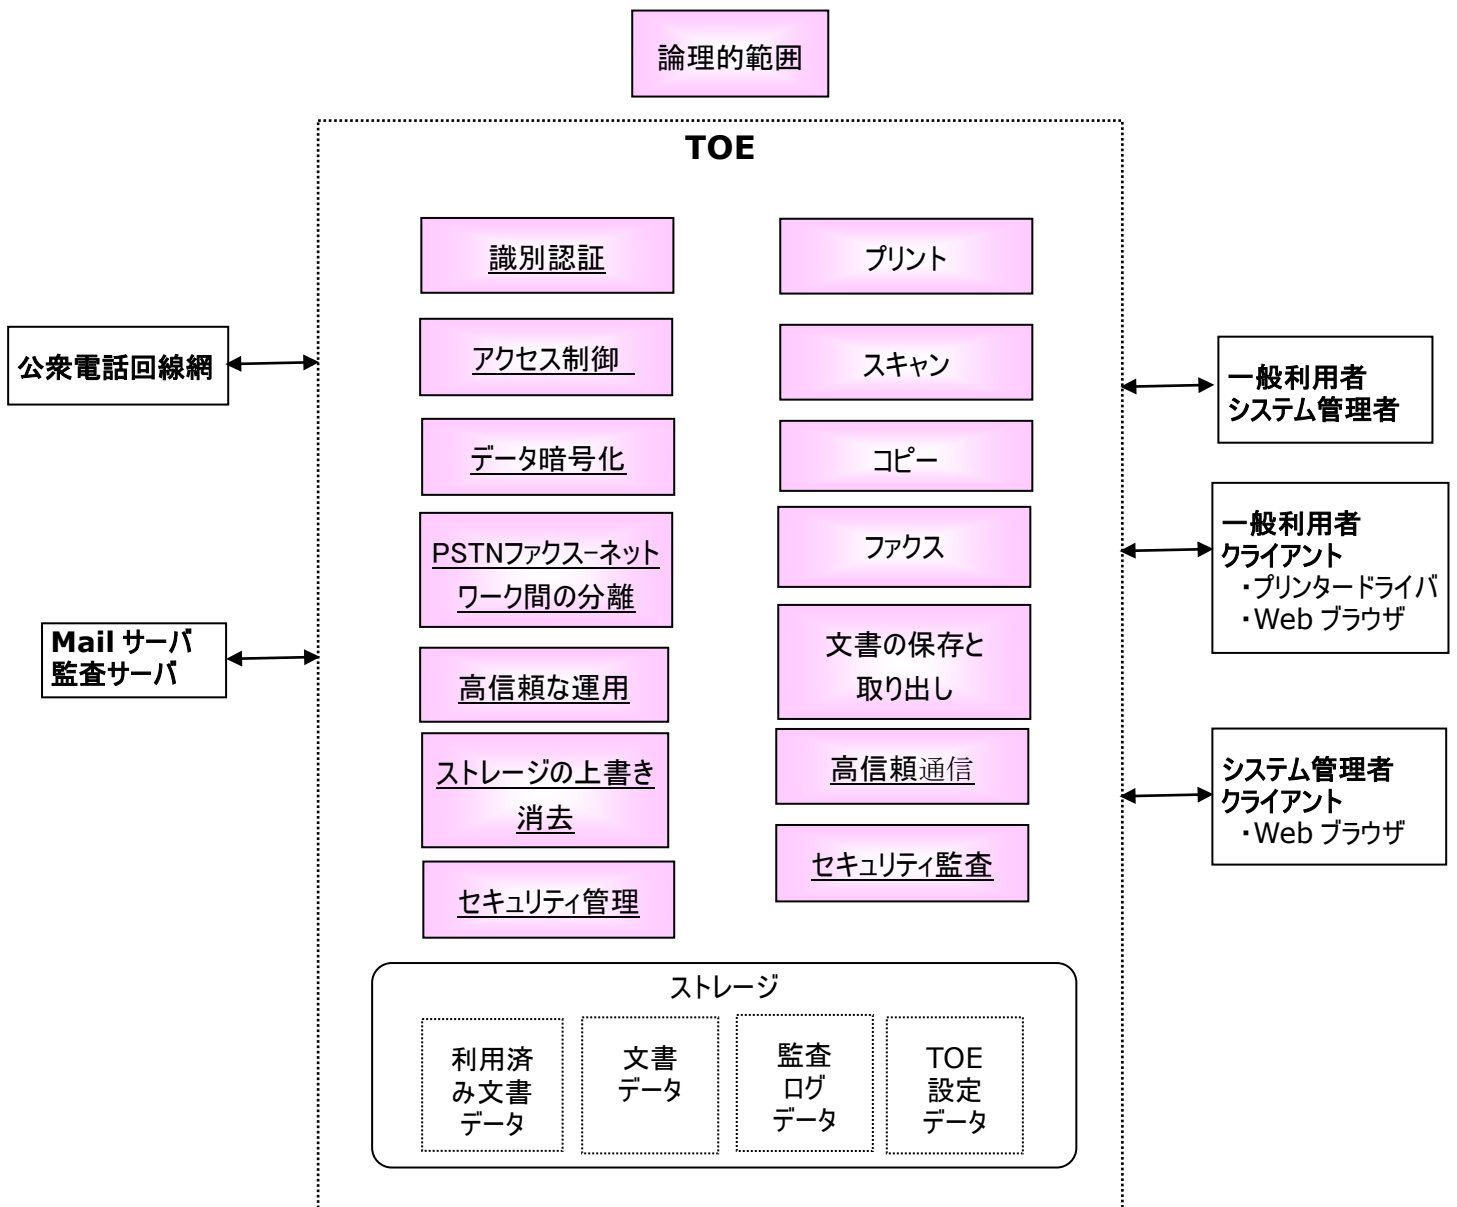 論理的範囲
TOE
識別認証
アクセス制御
データ暗号化
PSTNファクス-ネット
ワーク間の分離
高信頼な運用
ストレージの上書き
消去
セキュリティ管理
プリント
スキャン
コピー
ファクス
文書の保存と
取り出し
高信頼通信
セキュリティ監査
公衆電話回線網
Mail サーバ
監査サーバ
一般利用者
システム管理者
一般利用者
クライアント
・プリンタードライバ
・Web ブラウザ
システム管理者
クライアント
・Web ブラウザ
ストレージ
利用済
み文書
データ
文書
データ
監査
ログ
データ
TOE
設定
データ